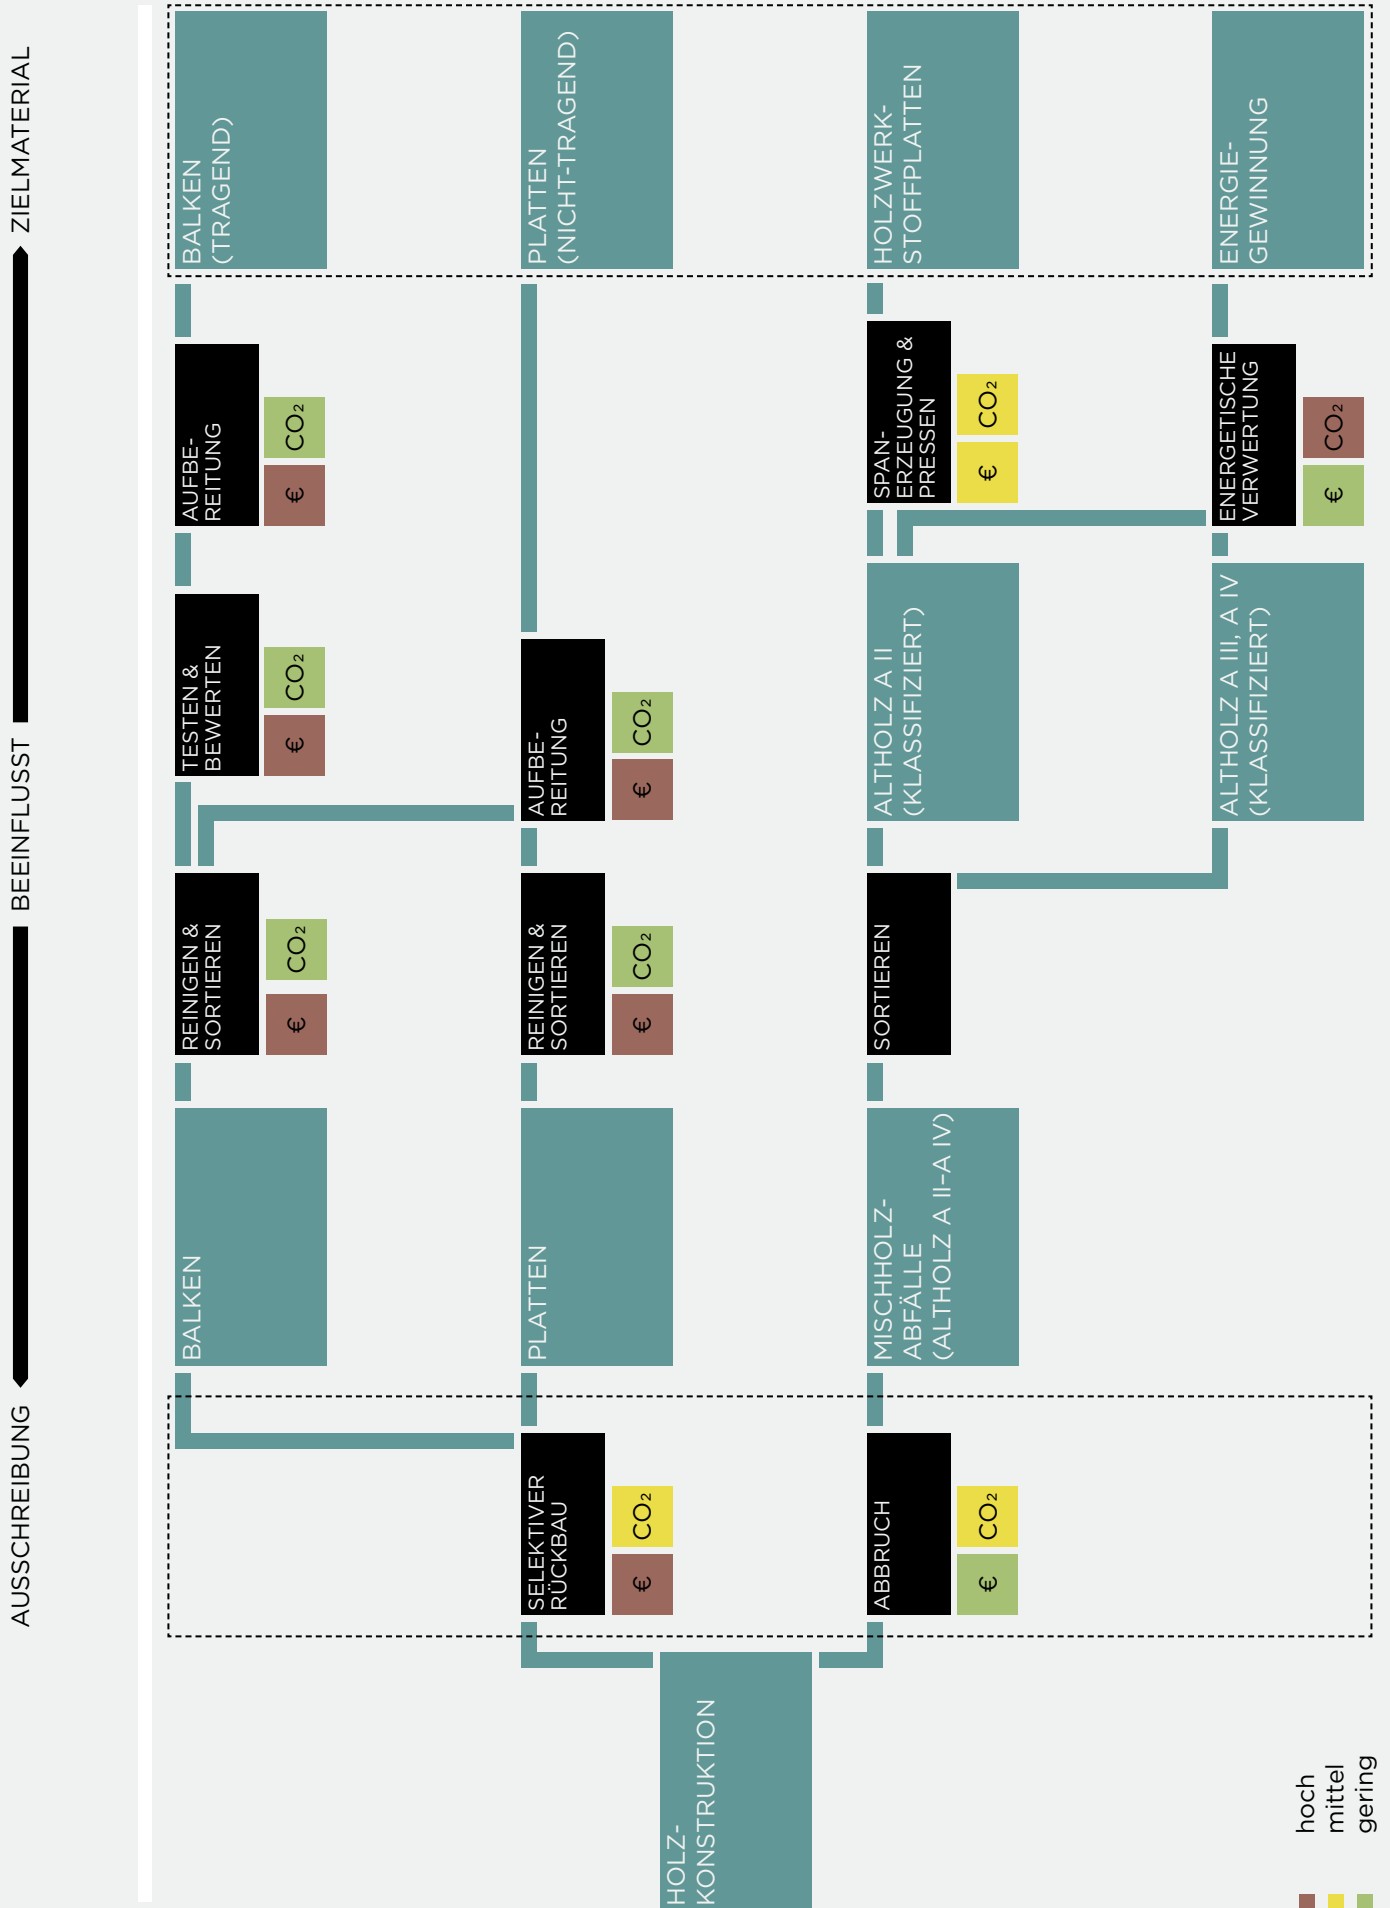 AUSSCHREIBUNG
BEEINFLUSST
ZIELMATERIAL
HOLZ-
KONSTRUKTION
SELEKTIVER
RÜCKBAU
€
CO₂
ABBRUCH
€
CO₂
BALKEN
REINIGEN &
SORTIEREN
€
CO₂
TESTEN &
BEWERTEN
€
CO₂
AUFBE-
REITUNG
€
CO₂
BALKEN
(TRAGEND)
PLATTEN
REINIGEN &
SORTIEREN
€
CO₂
AUFBE-
REITUNG
€
CO₂
PLATTEN
(NICHT-TRAGEND)
MISCHHOLZ-
ABFÄLLE
(ALTHOLZ A II–A IV)
SORTIEREN
ALTHOLZ A II
(KLASSIFIZIERT)
SPAN-
ERZEUGUNG &
PRESSEN
€
CO₂
HOLZWERK-
STOFFPLATTEN
ALTHOLZ A III, A IV
(KLASSIFIZIERT)
ENERGETISCHE
VERWERTUNG
€
CO₂
ENERGIE-
GEWINNUNG
hoch
mittel
gering